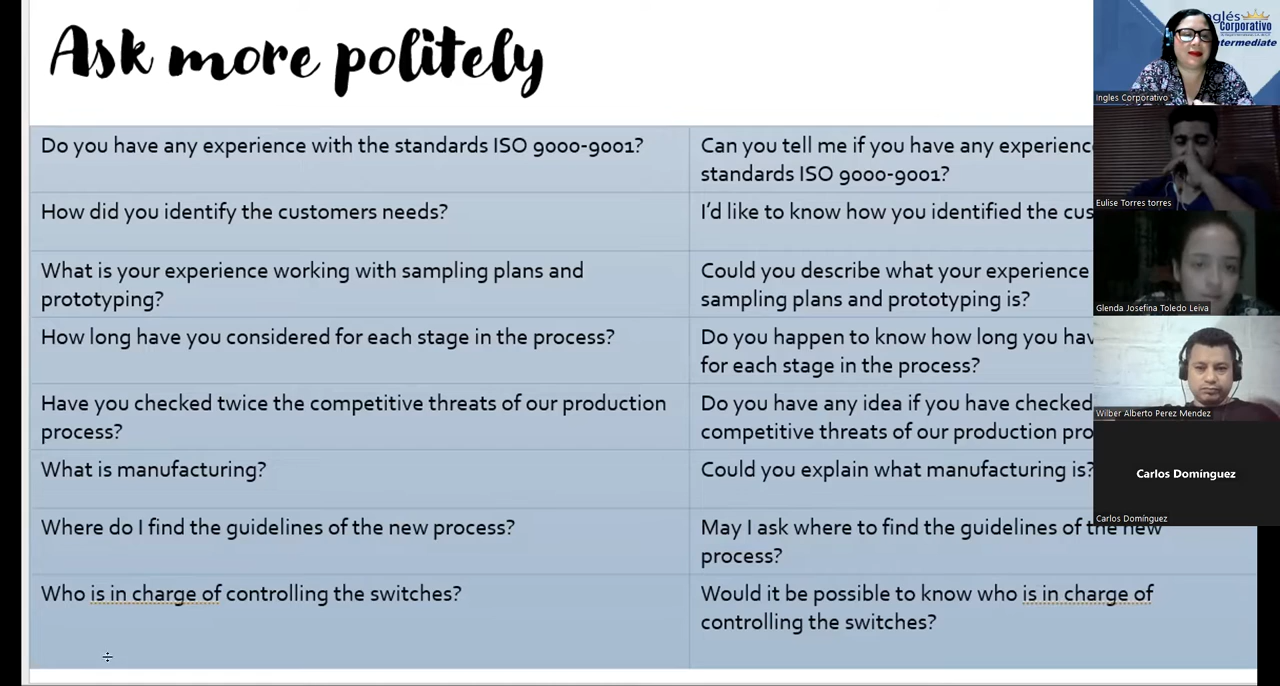 Ask more politely
Do you have any experience with the standards ISO 9000-9001?
Can you tell me if you have any experienc
standards ISO 9000-9001?
How did you identify the customers needs?
I'd like to know how you identified the cus
What is your experience working with sampling plans and
prototyping?
Could you describe what your experience
sampling plans and prototyping is?
How long have you considered for each stage in the process?
Do you happen to know how long you hav
for each stage in the process?
Have you checked twice the competitive threats of our production
process?
Do you have any idea if you have checked
competitive threats of our production pro
What is manufacturing?
Could you explain what manufacturing is?
Where do I find the guidelines of the new process?
May I ask where to find the guidelines of the new
process?
Who is in charge of controlling the switches?
Would it be possible to know who is in charge of
controlling the switches?
nglés
Corporativo
ntermediate
Ingles Corporativo
Eulise Torres torres
Glenda Josefina Toledo Leiva
Wilber Alberto Perez Mendez
Carlos Domínguez
Carlos Domínguez